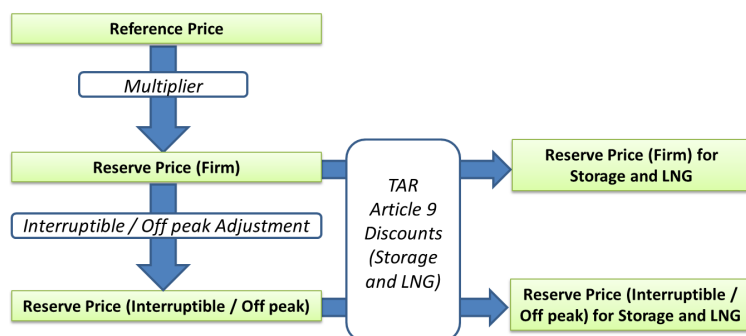 Reference Price
Multiplier
Reserve Price (Firm)
Interruptible / Off peak Adjustment
Reserve Price (Interruptible / Off peak)
TAR
Article 9
Discounts
(Storage
and LNG)
Reserve Price (Firm) for
Storage and LNG
Reserve Price (Interruptible /
Off peak) for Storage and LNG